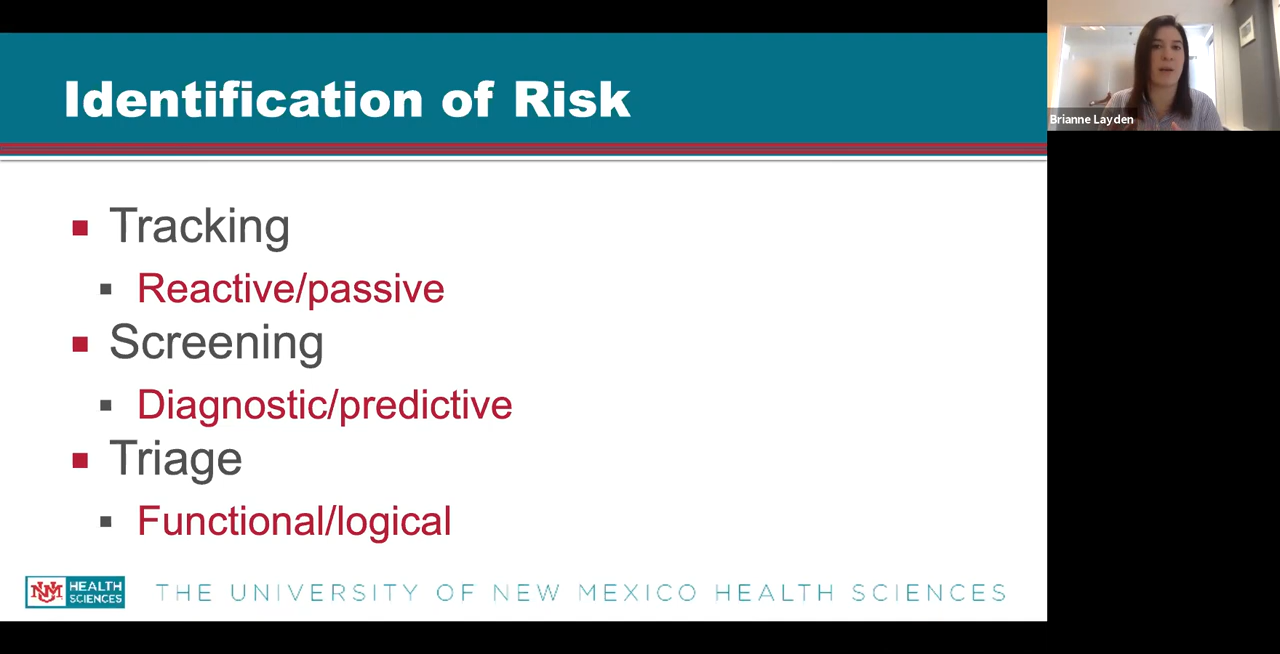 Identification of Risk
Brianne Layden
Tracking
Reactive/passive
Screening
Diagnostic/predictive
Triage
Functional/logical
UNM HEALTH
SCIENCES
THE UNIVERSITY OF NEW MEXICO HEALTH SCIENCES